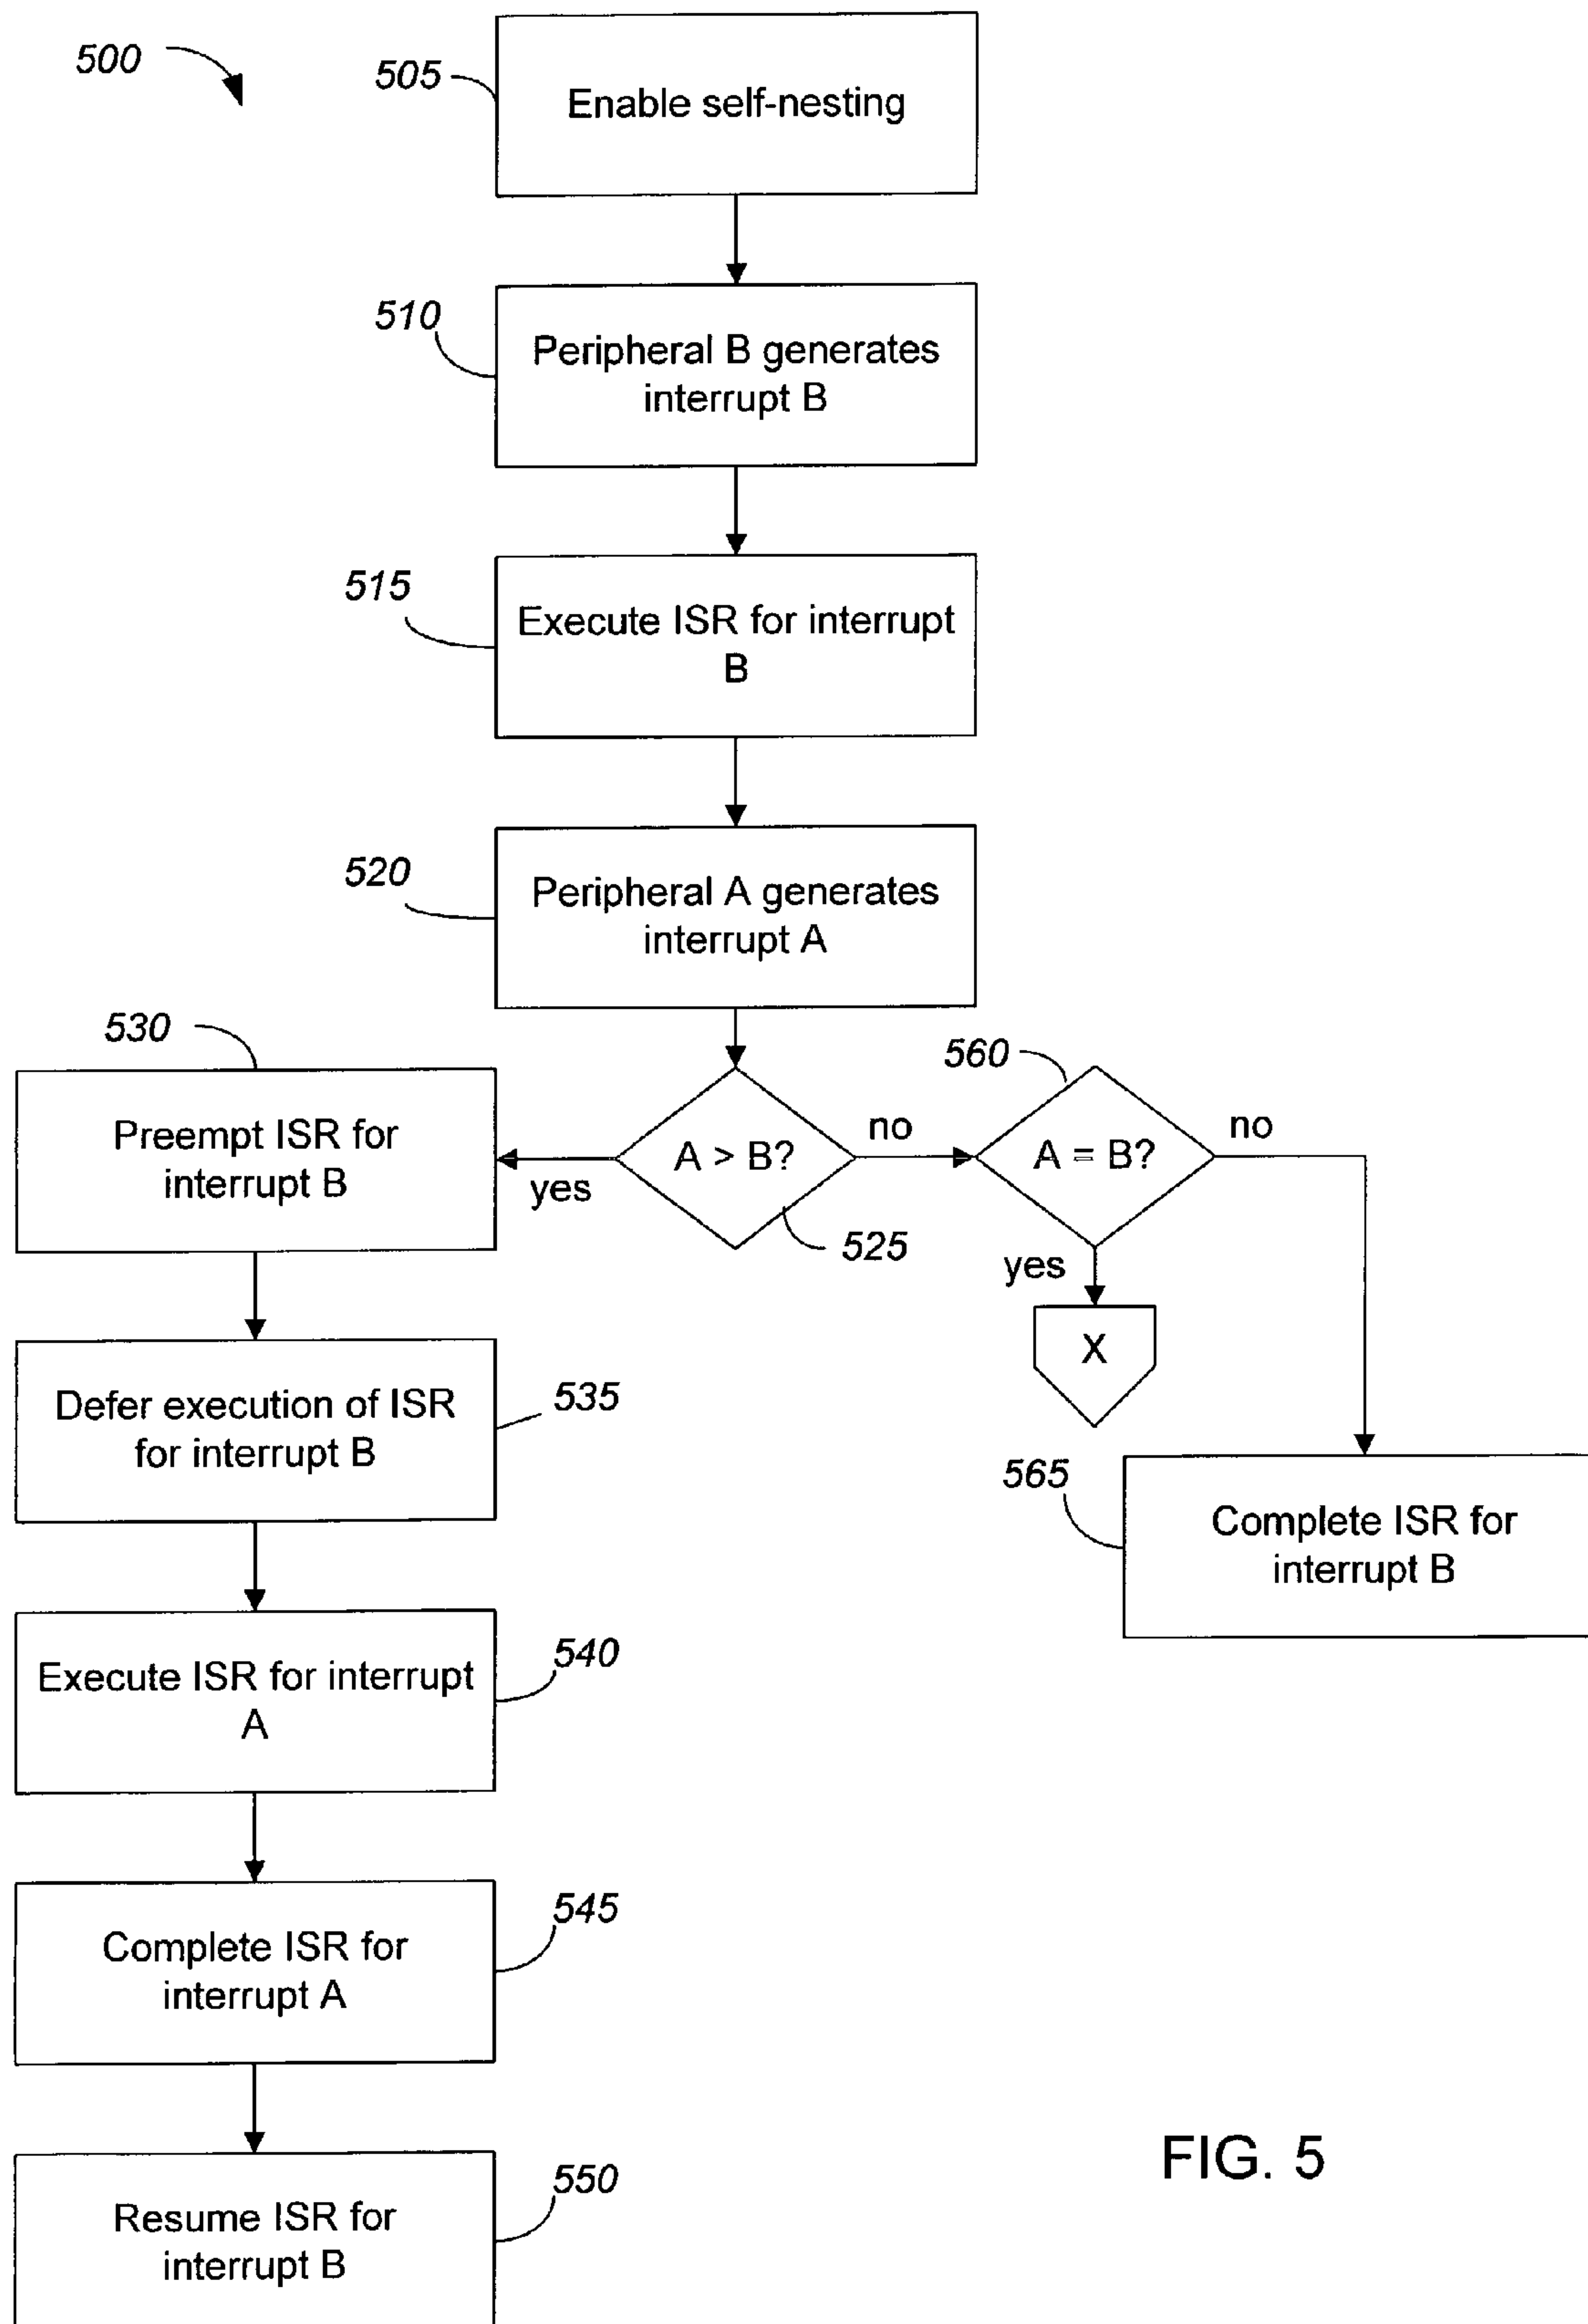 500
505
Enable self-nesting
510
Peripheral B generates
interrupt B
515
Execute ISR for interrupt
B
520
Peripheral A generates
interrupt A
530
Preempt ISR for
interrupt B
yes
A > B?
525
no
560
A = B?
no
yes
X
535
Defer execution of ISR
for interrupt B
565
Complete ISR for
interrupt B
540
Execute ISR for interrupt
A
545
Complete ISR for
interrupt A
550
Resume ISR for
interrupt B
FIG. 5